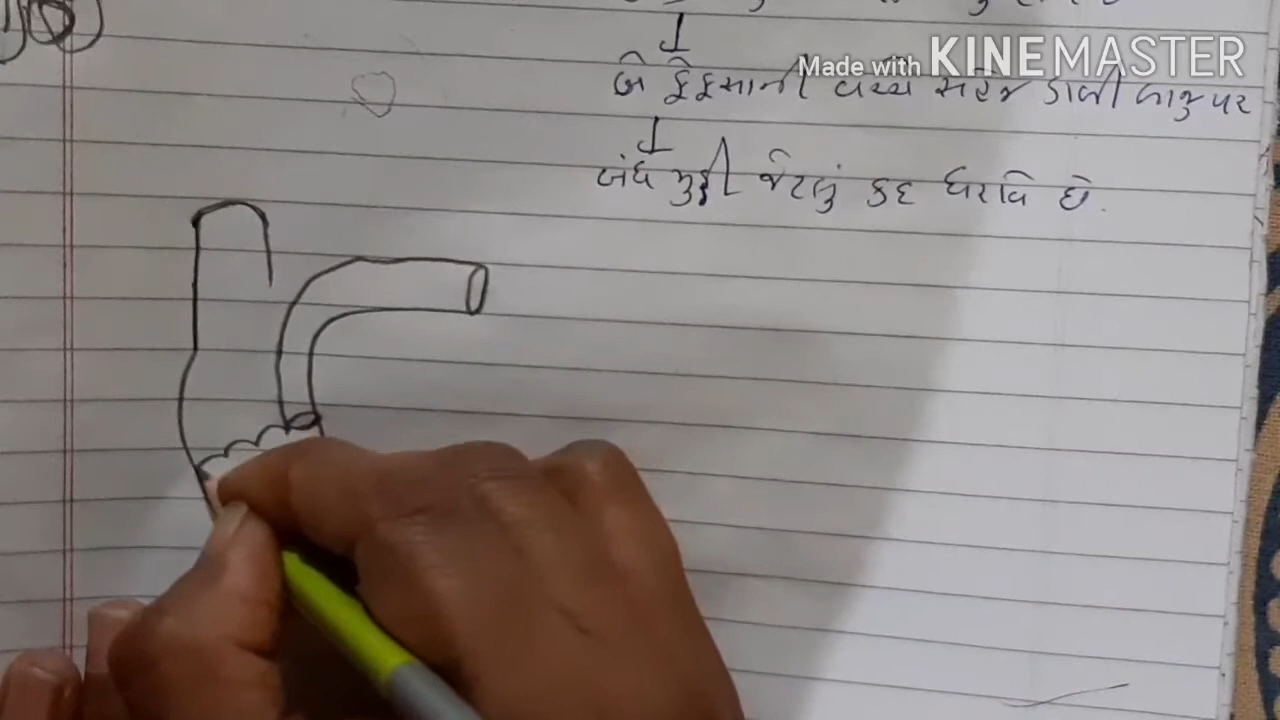 Made with KINEMASTER
બે ફેફસાની વચ્ચે સહેજ ડાબી બાજુ પર
બંધ મુઠ્ઠી જેટલું કદ ધરાવે છે.